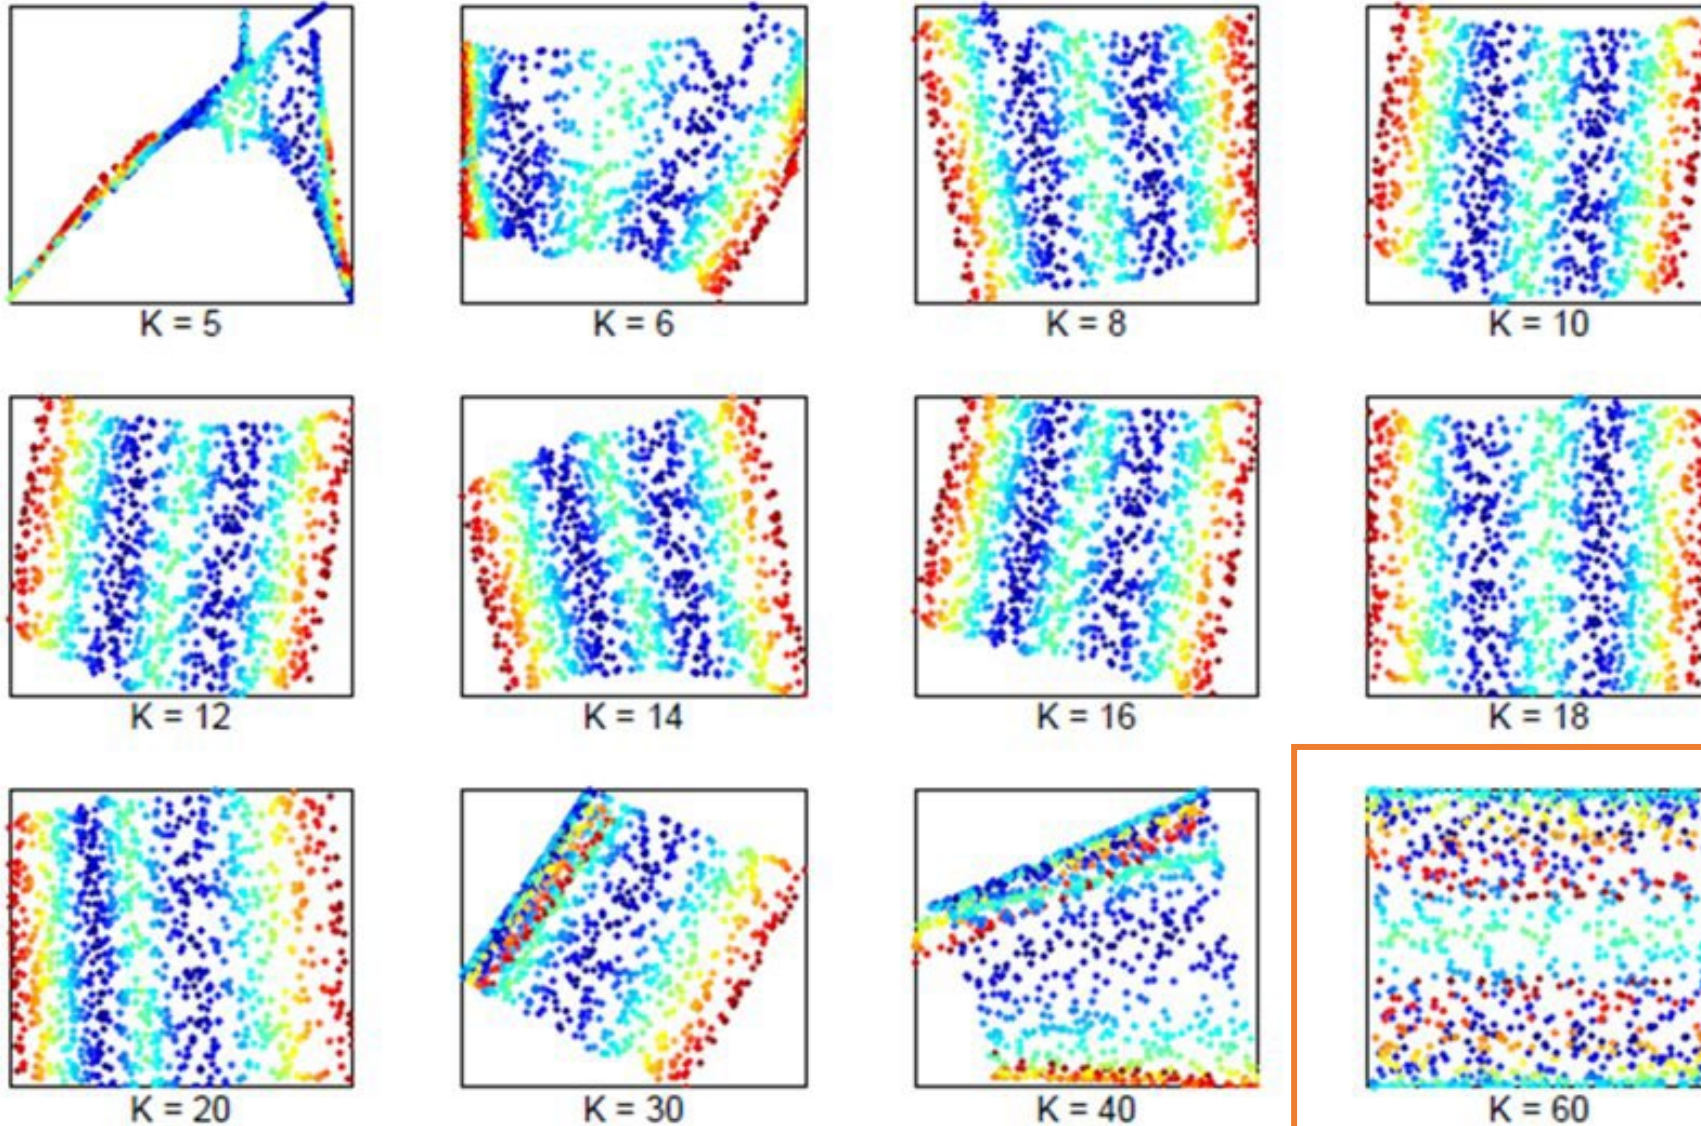 K = 5
K = 6
K = 8
K = 10
K = 12
K = 14
K = 16
K = 18
K = 20
K = 30
K = 40
K = 60